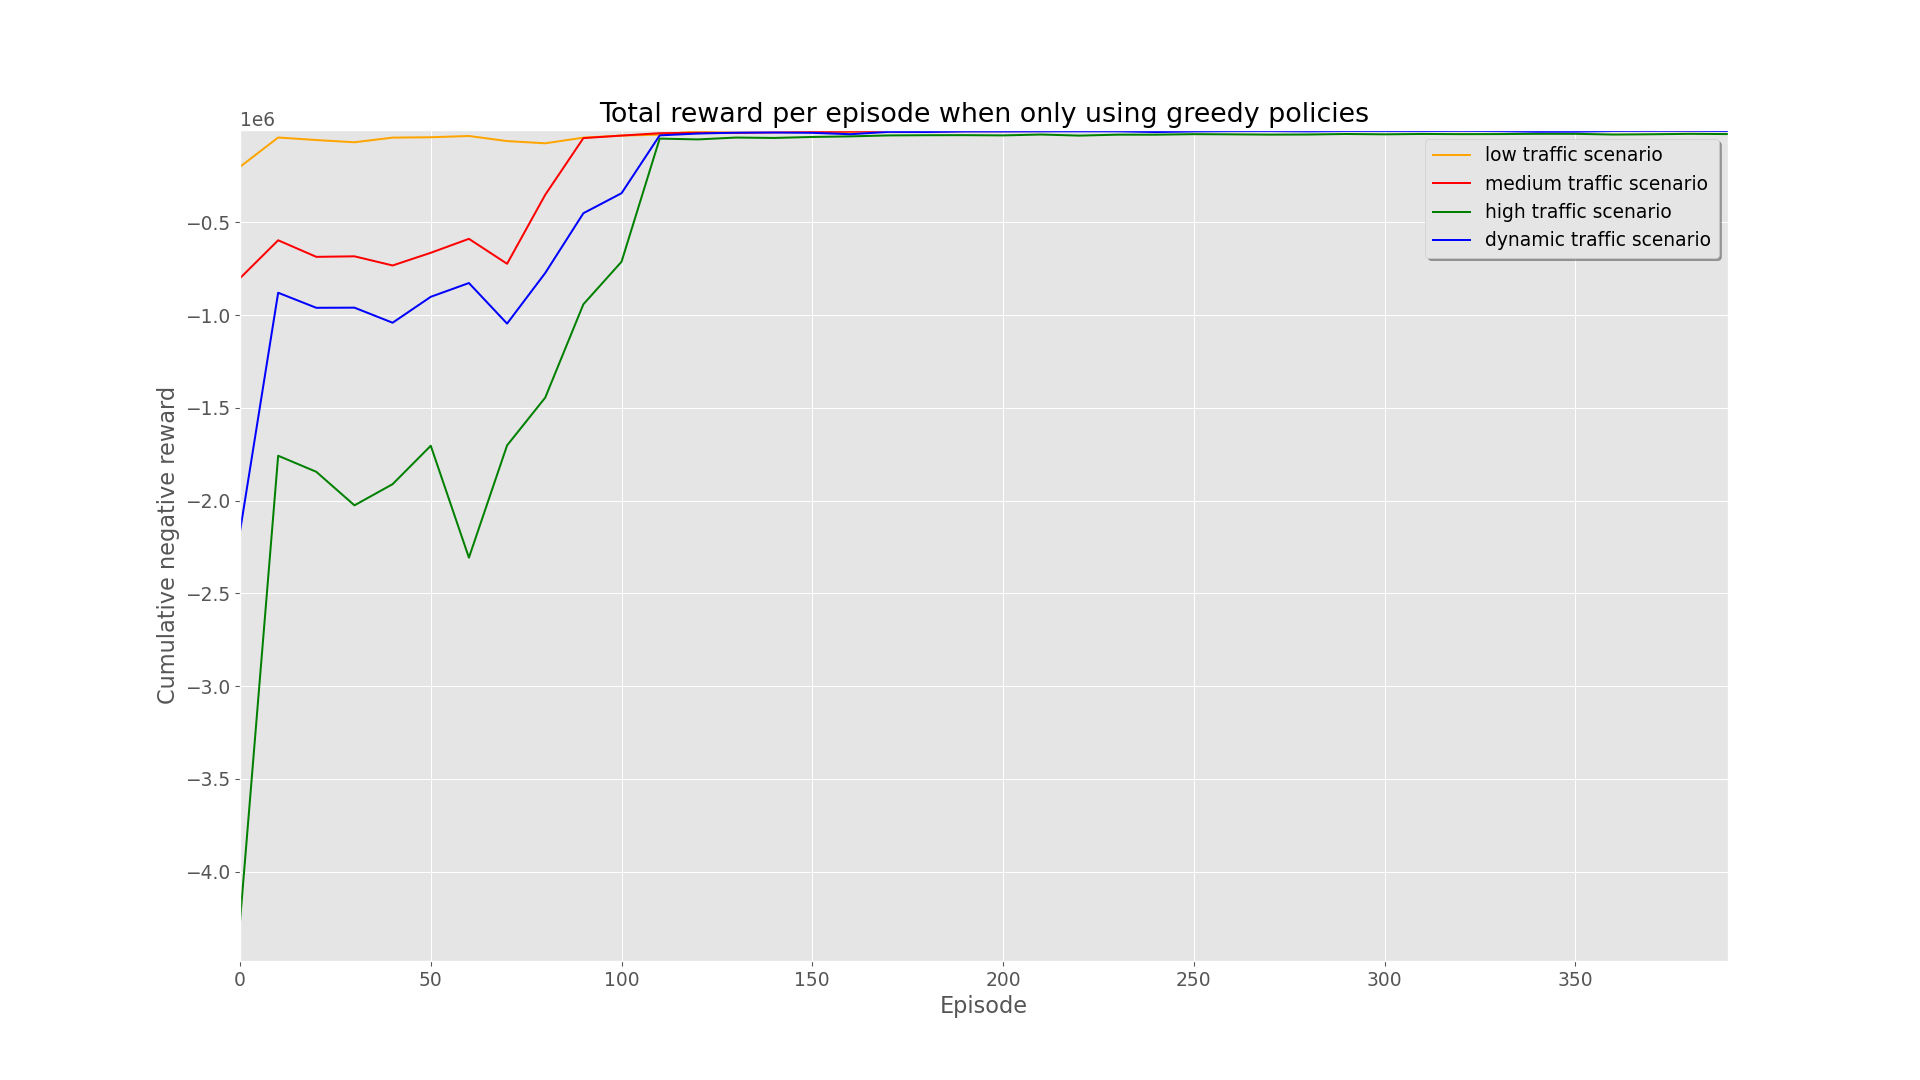 Total reward per episode when only using greedy policies
1e6
low traffic scenario
medium traffic scenario
high traffic scenario
dynamic traffic scenario
−0.5
−1.0
−1.5
−2.0
−2.5
−3.0
−3.5
−4.0
Cumulative negative reward
0 50 100 150 200 250 300 350
Episode